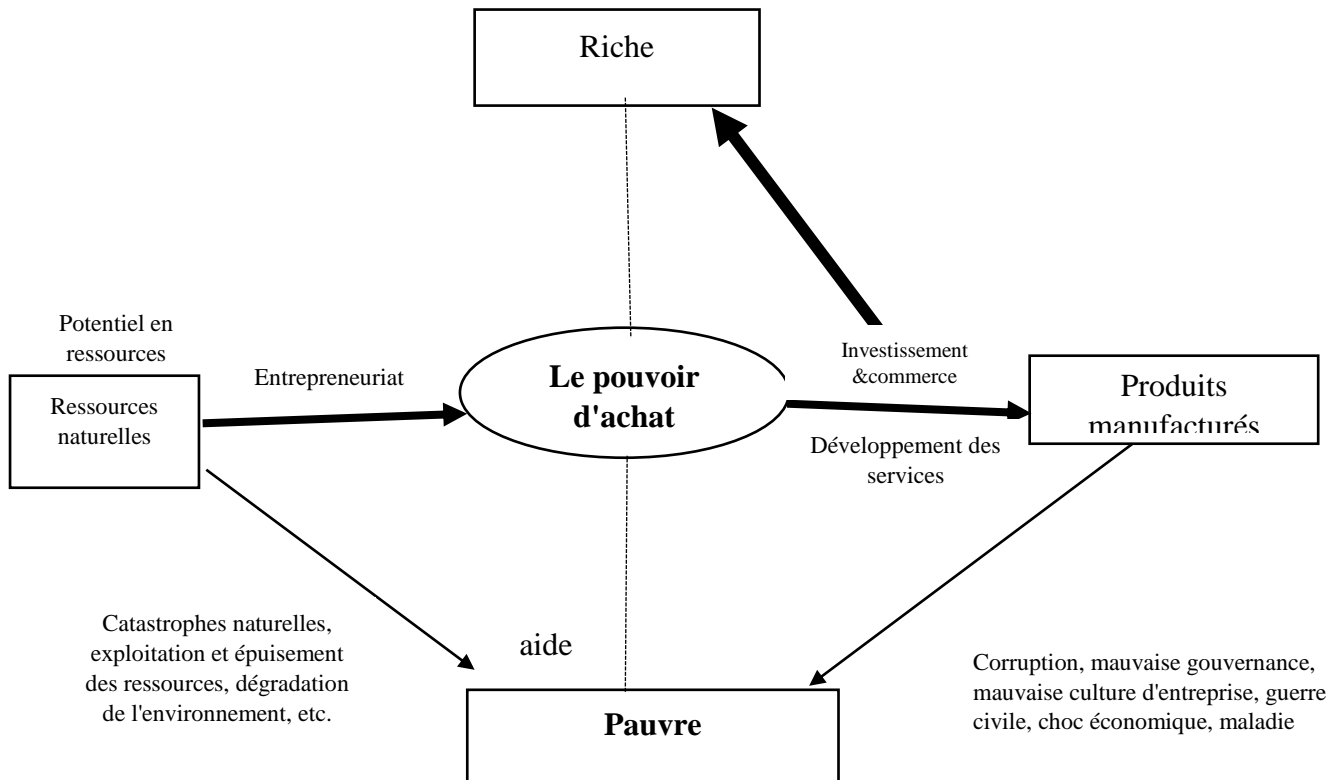 Riche
Potentiel en
ressources
Ressources
naturelles
Entrepreneuriat
Le pouvoir
d'achat
Investissement
&commerce
Développement des
services
Produits
manufacturés
Catastrophes naturelles,
exploitation et épuisement
des ressources, dégradation
de l'environnement, etc.
aide
Pauvre
Corruption, mauvaise gouvernance,
mauvaise culture d'entreprise, guerre
civile, choc économique, maladie